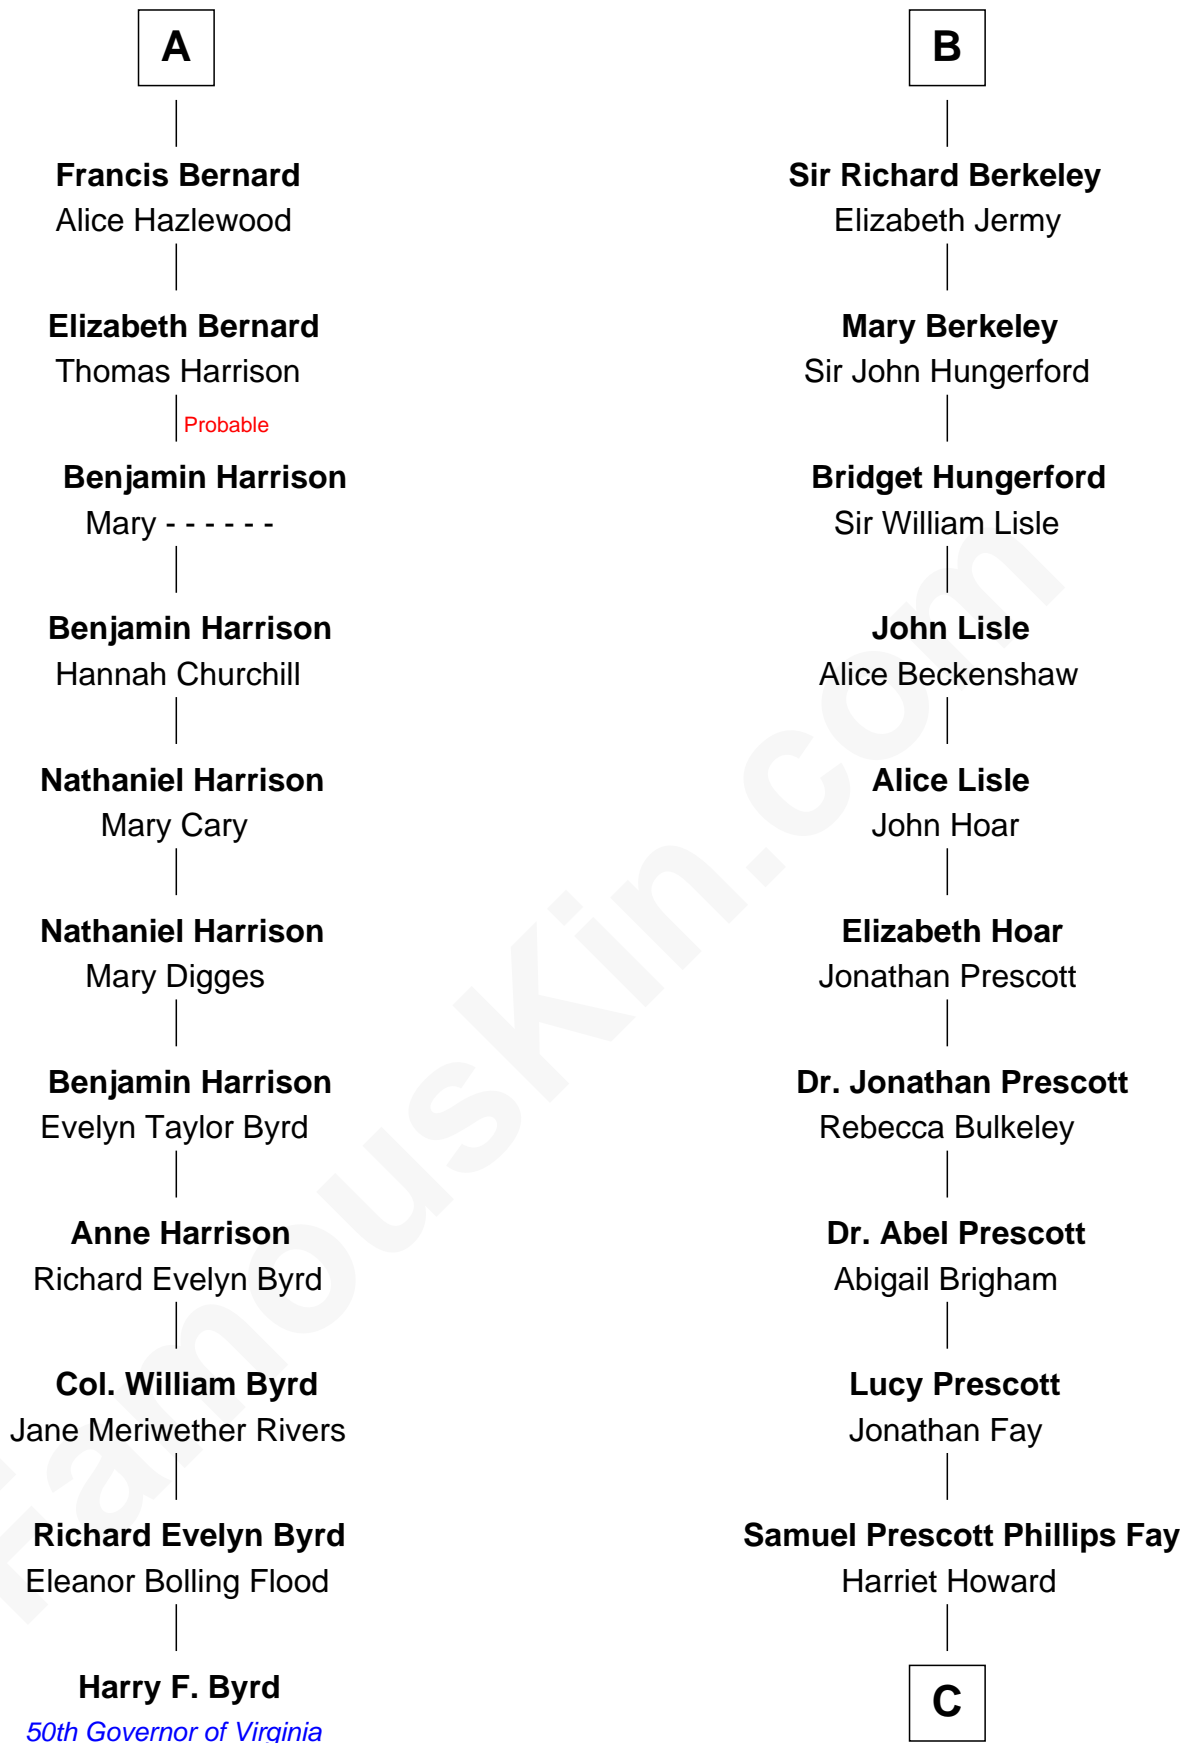 A
Francis Bernard
Alice Hazlewood
Elizabeth Bernard
Thomas Harrison
Probable
Benjamin Harrison
Mary - - - - - -
Benjamin Harrison
Hannah Churchill
Nathaniel Harrison
Mary Cary
Nathaniel Harrison
Mary Digges
Benjamin Harrison
Evelyn Taylor Byrd
Anne Harrison
Richard Evelyn Byrd
Col. William Byrd
Jane Meriwether Rivers
Richard Evelyn Byrd
Eleanor Bolling Flood
Harry F. Byrd
50th Governor of Virginia
B
Sir Richard Berkeley
Elizabeth Jermy
Mary Berkeley
Sir John Hungerford
Bridget Hungerford
Sir William Lisle
John Lisle
Alice Beckenshaw
Alice Lisle
John Hoar
Elizabeth Hoar
Jonathan Prescott
Dr. Jonathan Prescott
Rebecca Bulkeley
Dr. Abel Prescott
Abigail Brigham
Lucy Prescott
Jonathan Fay
Samuel Prescott Phillips Fay
Harriet Howard
C
FamousKin.com